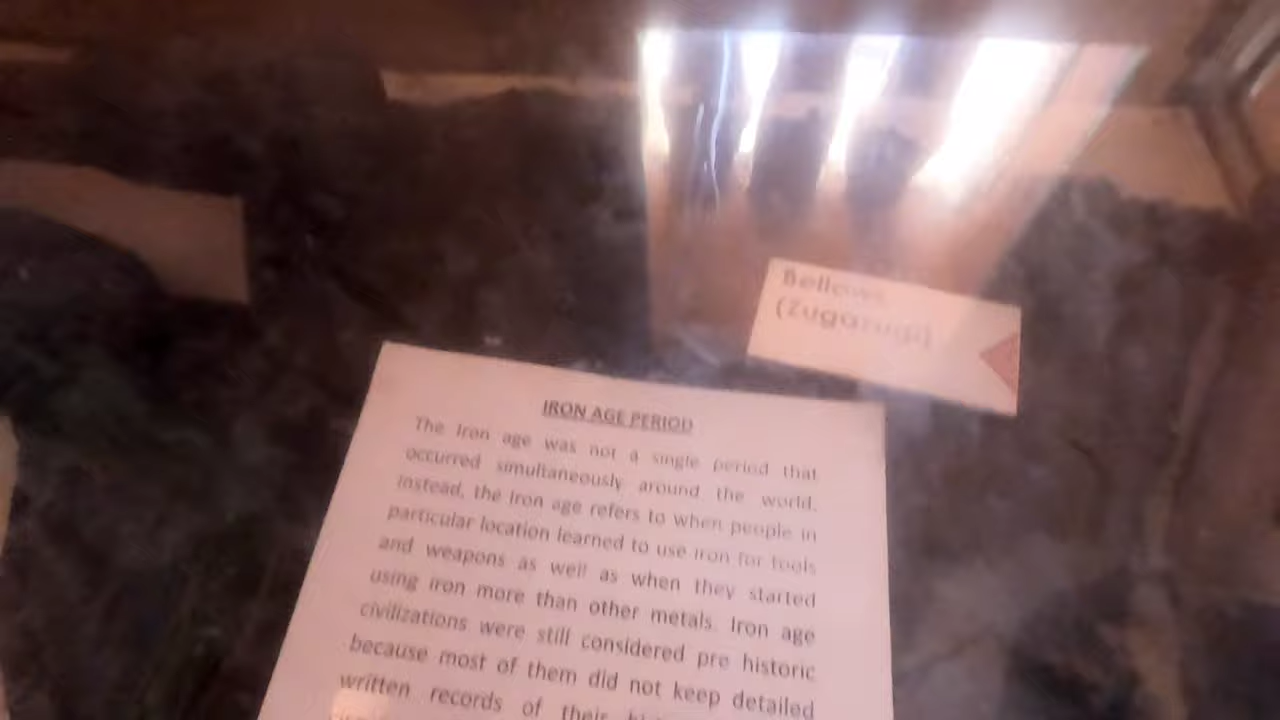 Bellows
(Zugazugi)
IRON AGE PERIOD
The Iron age was not a single period that
occurred simultaneously around the world.
Instead, the Iron age refers to when people in
particular location learned to use iron for tools
and weapons as well as when they started
using iron more than other metals. Iron age
civilizations were still considered pre historic
because most of them did not keep detailed
written records of their